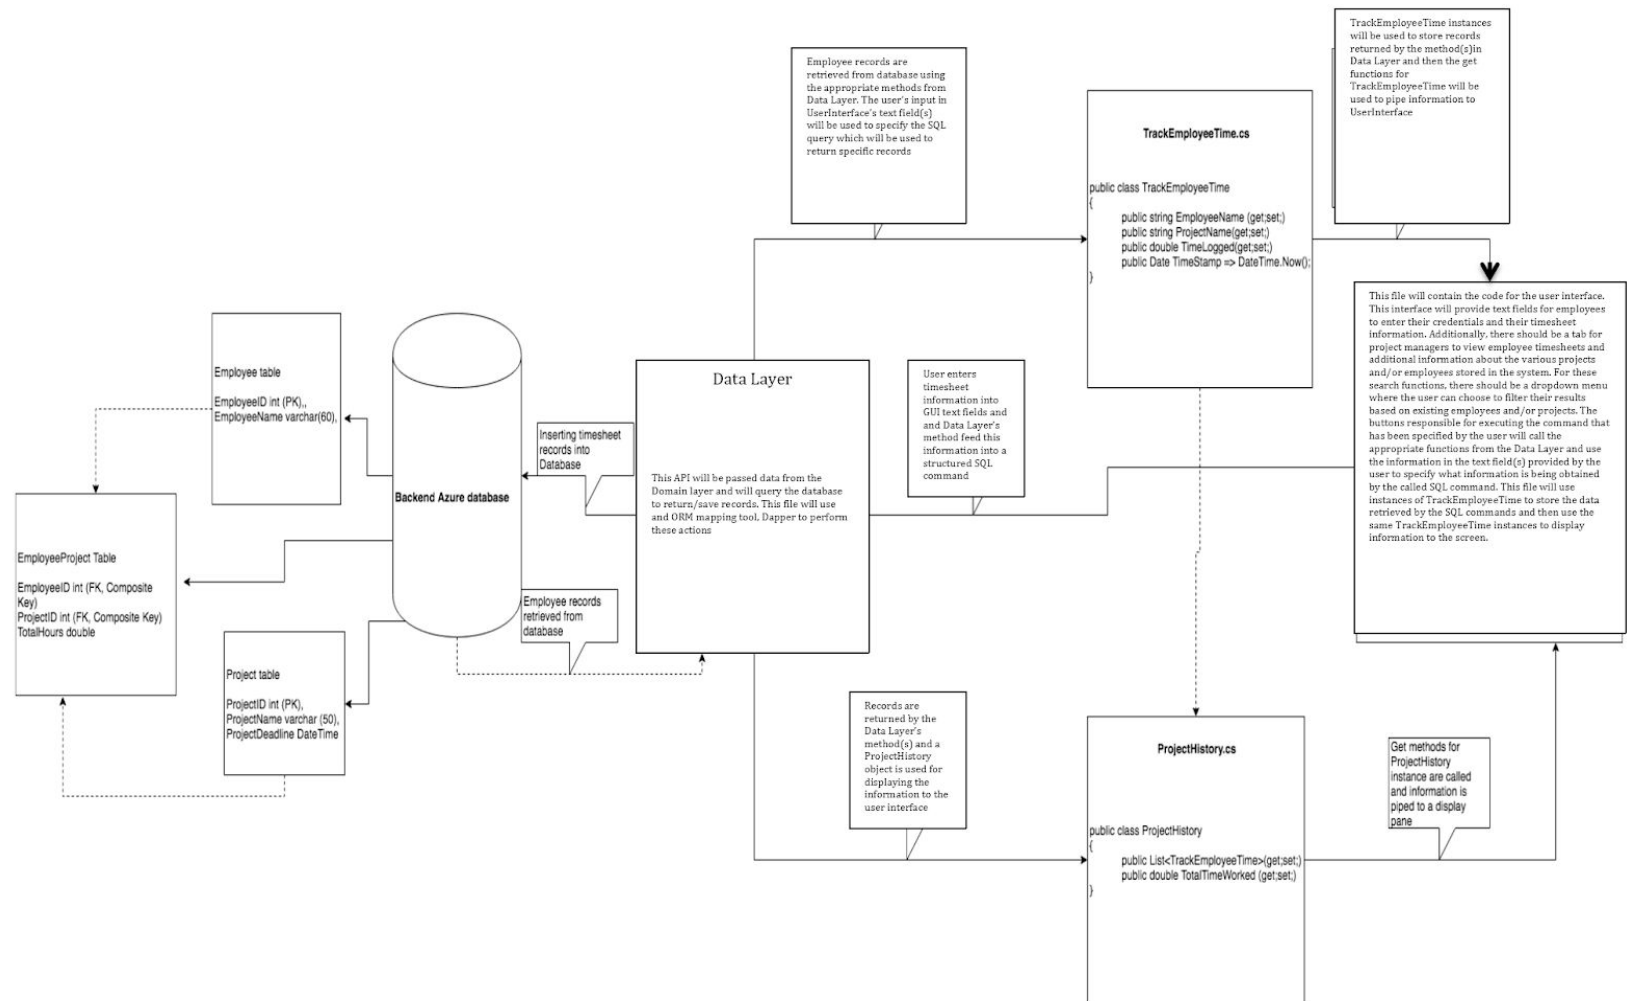 Employee records are
retrieved from database using
the appropriate methods from
Data Layer. The user's input in
UserInterface's text field(s)
will be used to specify the SQL
query which will be used to
return specific records
TrackEmployeeTime.cs
public class TrackEmployeeTime
{
public string EmployeeName (get;set;)
public string ProjectName(get;set;)
public double TimeLogged(get;set;)
public Date TimeStamp => DateTime.Now();
}
TrackEmployeeTime instances
will be used to store records
returned by the method(s)in
Data Layer and then the get
functions for
TrackEmployeeTime will be
used to pipe information to
UserInterface
Employee table
EmployeeID int (PK),,
EmployeeName varchar(60),
EmployeeProject Table
EmployeeID int (FK, Composite
Key)
ProjectID int (FK, Composite Key)
TotalHours double
Project table
ProjectID int (PK),
ProjectName varchar (50),
ProjectDeadline DateTime
Backend Azure database
Inserting timesheet
records into
Database
Employee records
retrieved from
database
Data Layer
This API will be passed data from the
Domain layer and will query the database
to return/save records. This file will use
and ORM mapping tool, Dapper to perform
these actions
User enters
timesheet
information into
GUI text fields and
and Data Layer's
method feed this
information into a
structured SQL
command
This file will contain the code for the user interface.
This interface will provide text fields for employees
to enter their credentials and their timesheet
information. Additionally, there should be a tab for
project managers to view employee timesheets and
additional information about the various projects
and/or employees stored in the system. For these
search functions, there should be a dropdown menu
where the user can choose to filter their results
based on existing employees and/or projects. The
buttons responsible for executing the command that
has been specified by the user will call the
appropriate functions from the Data Layer and use
the information in the text field(s) provided by the
user to specify what information is being obtained
by the called SQL command. This file will use
instances of TrackEmployeeTime to store the data
retrieved by the SQL commands and then use the
same TrackEmployeeTime instances to display
information to the screen.
Records are
returned by the
Data Layer's
method(s) and a
ProjectHistory
object is used for
displaying the
information to the
user interface
ProjectHistory.cs
public class ProjectHistory
{
public List<TrackEmployeeTime>(get;set;)
public double TotalTimeWorked (get;set;)
}
Get methods for
ProjectHistory
instance are called
and information is
piped to a display
pane